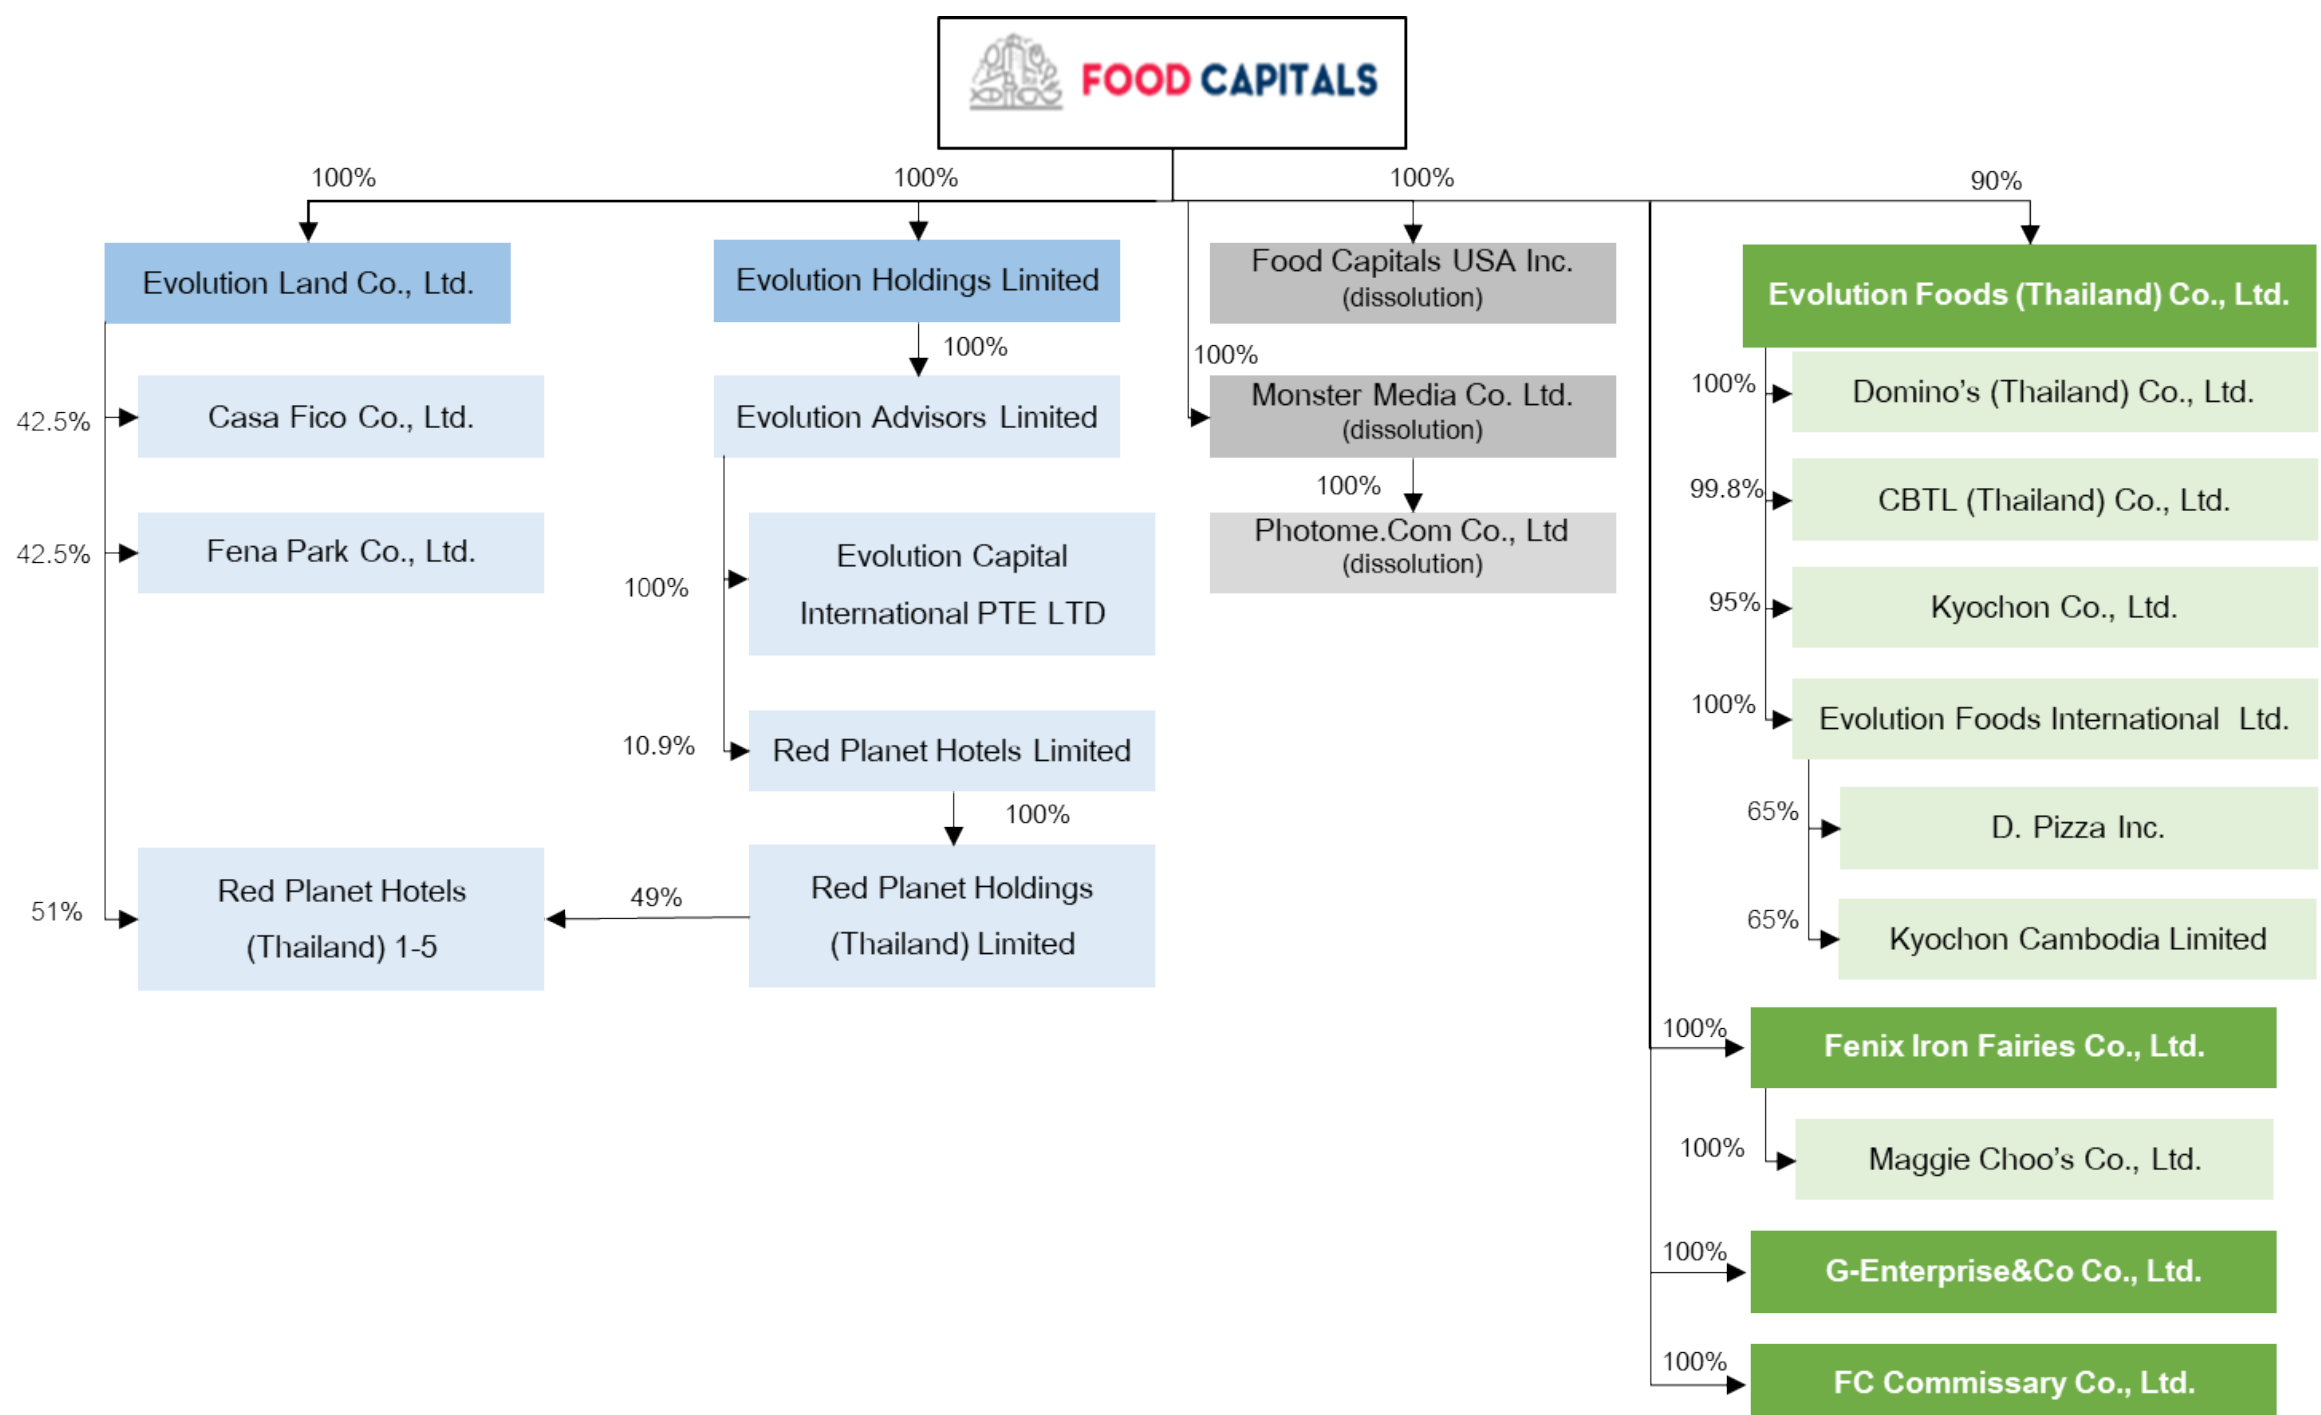 FOOD CAPITALS
100%
100%
100%
90%
Evolution Land Co., Ltd.
42.5%
Casa Fico Co., Ltd.
42.5%
Fena Park Co., Ltd.
51%
Red Planet Hotels
(Thailand) 1-5
Evolution Holdings Limited
100%
Evolution Advisors Limited
100%
Evolution Capital
International PTE LTD
10.9%
Red Planet Hotels Limited
100%
Red Planet Holdings
(Thailand) Limited
49%
Food Capitals USA Inc.
(dissolution)
100%
Monster Media Co. Ltd.
(dissolution)
100%
Photome.Com Co., Ltd
(dissolution)
Evolution Foods (Thailand) Co., Ltd.
100%
Domino’s (Thailand) Co., Ltd.
99.8%
CBTL (Thailand) Co., Ltd.
95%
Kyochon Co., Ltd.
100%
Evolution Foods International Ltd.
65%
D. Pizza Inc.
65%
Kyochon Cambodia Limited
100%
Fenix Iron Fairies Co., Ltd.
100%
Maggie Choo’s Co., Ltd.
100%
G-Enterprise&Co Co., Ltd.
100%
FC Commissary Co., Ltd.